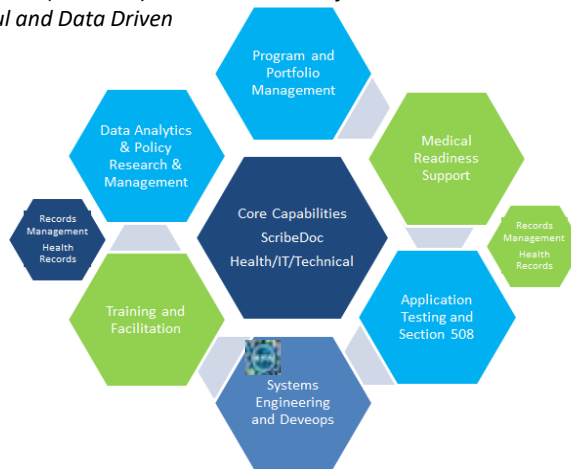 ul and Data Driven
Program and
Portfolio
Management
Data Analytics
& Policy
Research &
Management
Medical
Readiness
Support
Core Capabilities
ScribeDoc
Health/IT/Technical
Records
Management
Health
Records
Records
Management
Health
Records
Training and
Facilitation
Application
Testing and
Section 508
Systems
Engineering
and Deveops